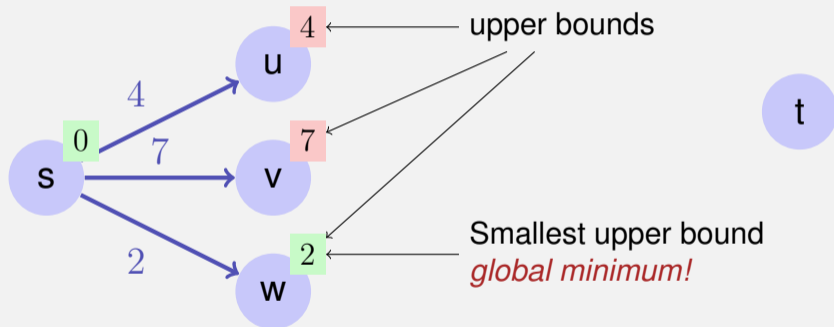 4
upper bounds
u
4
t
0
7
7
s
v
Smallest upper bound
2
2
global minimum!
w